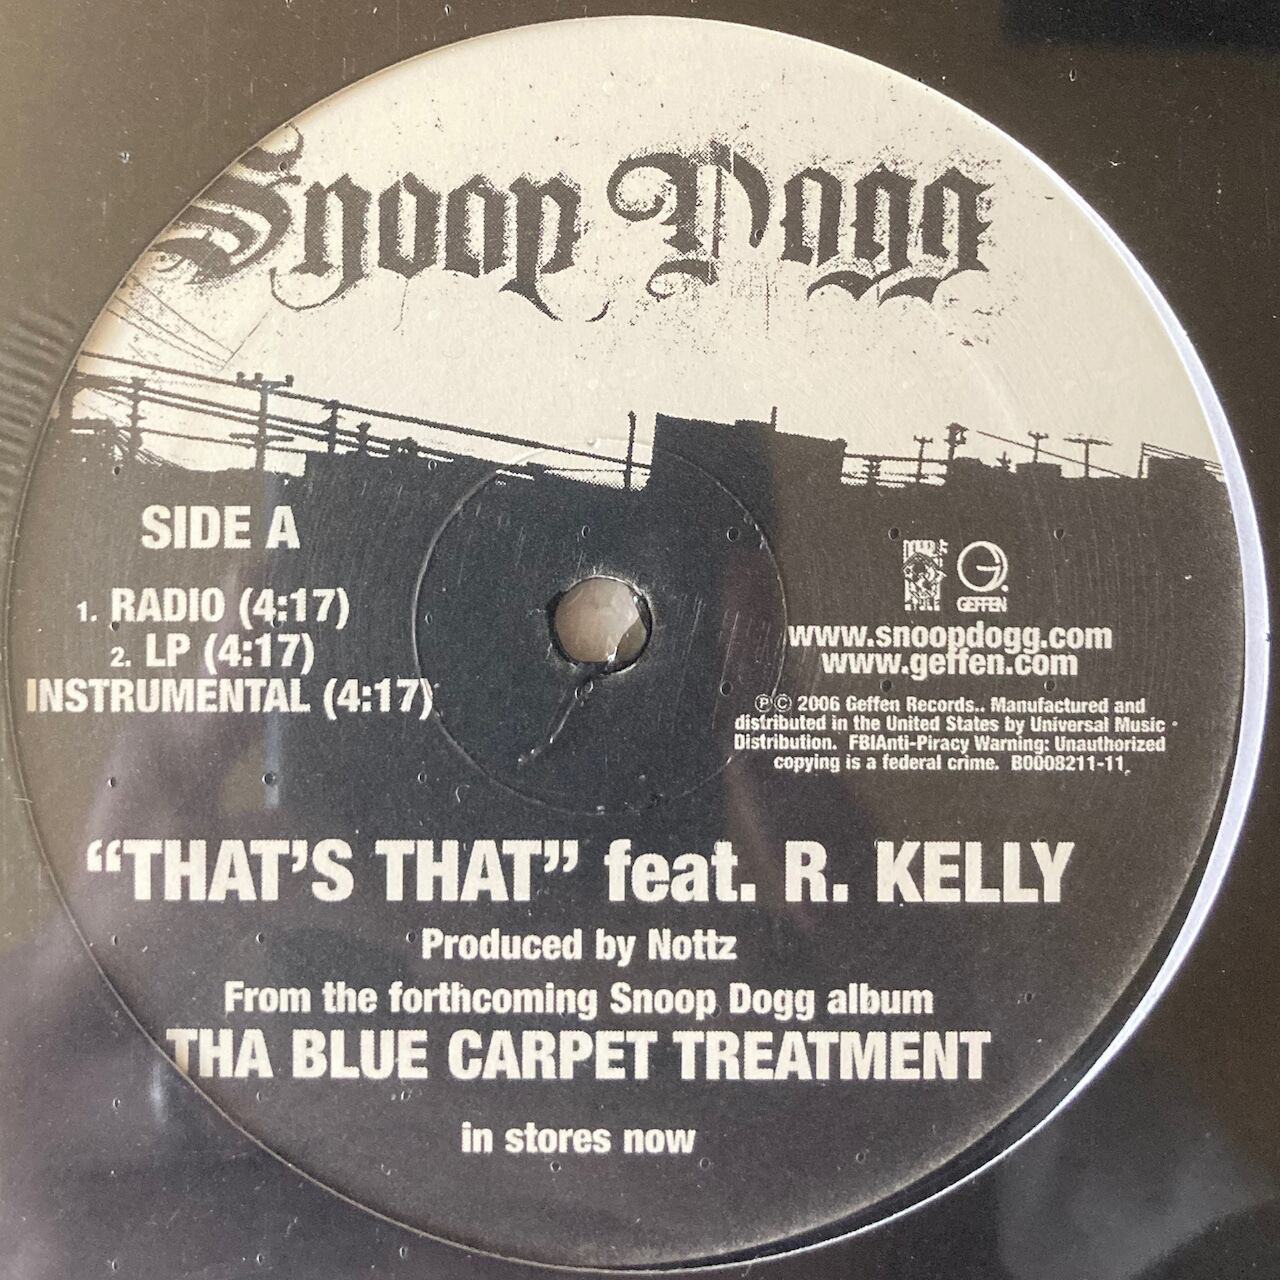 Snoop Dogg
SIDE A
1. RADIO (4:17)
2. LP (4:17)
INSTRUMENTAL (4:17)
GEFFEN
www.snoopdogg.com
www.geffen.com
ⓅⒸ 2006 Geffen Records.. Manufactured and
distributed in the United States by Universal Music
Distribution. FBIAnti-Piracy Warning: Unauthorized
copying is a federal crime. B0008211-11
“THAT’S THAT” feat. R. KELLY
Produced by Nottz
From the forthcoming Snoop Dogg album
THA BLUE CARPET TREATMENT
in stores now